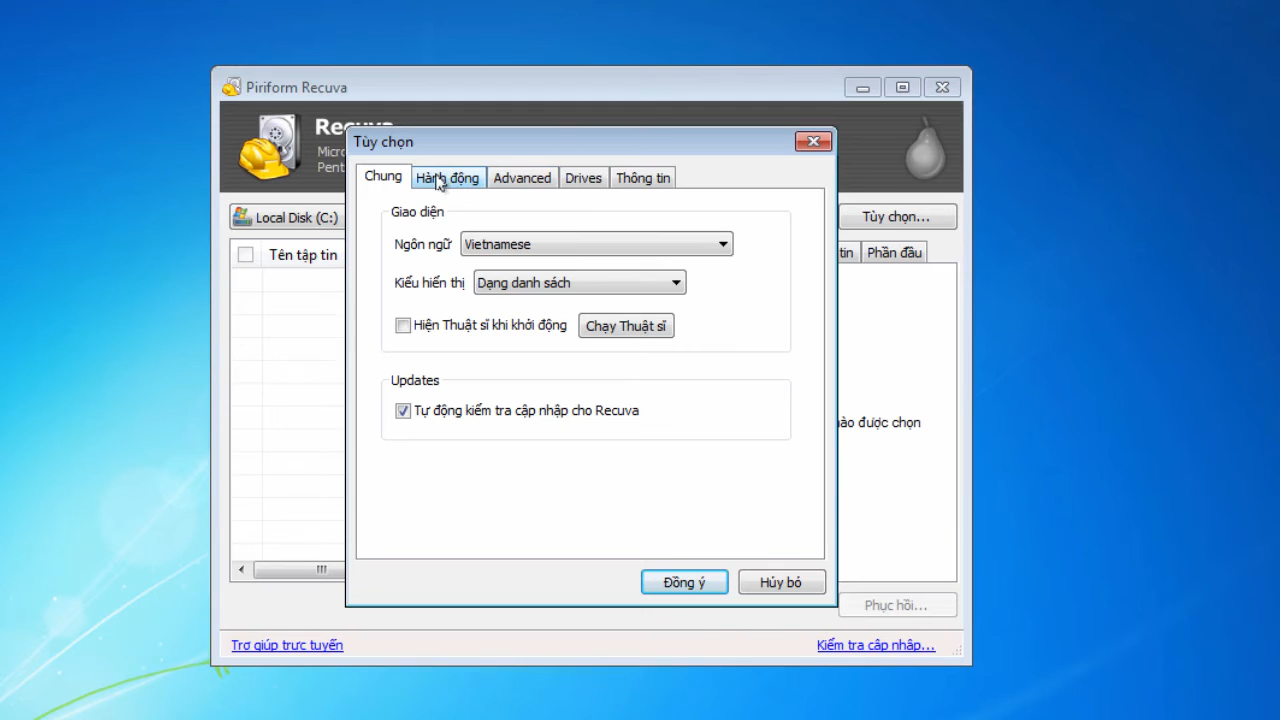 Piriform Recuva
Recuva
Micro
Pent
Tùy chọn
Chung Hành động Advanced Drives Thông tin
Local Disk (C:)
Tùy chọn...
Giao diện
Ngôn ngữ Vietnamese
tin Phần đầu
Tên tập tin
Kiểu hiển thị Dạng danh sách
Hiện Thuật sĩ khi khởi động Chạy Thuật sĩ
Updates
Tự động kiểm tra cập nhập cho Recuva
ào được chọn
Đồng ý Hủy bỏ
Phục hồi...
Trợ giúp trực tuyến
Kiểm tra cập nhập...